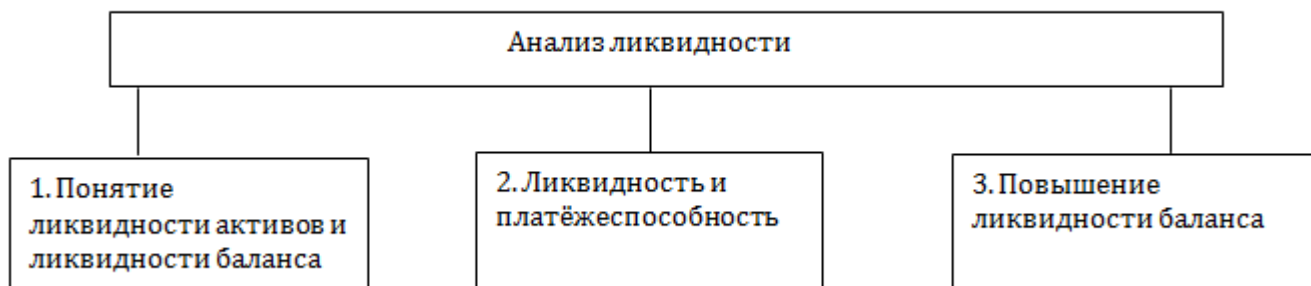 Анализ ликвидности
1. Понятие
ликвидности активов и
ликвидности баланса
2. Ликвидность и
платёжеспособность
3. Повышение
ликвидности баланса